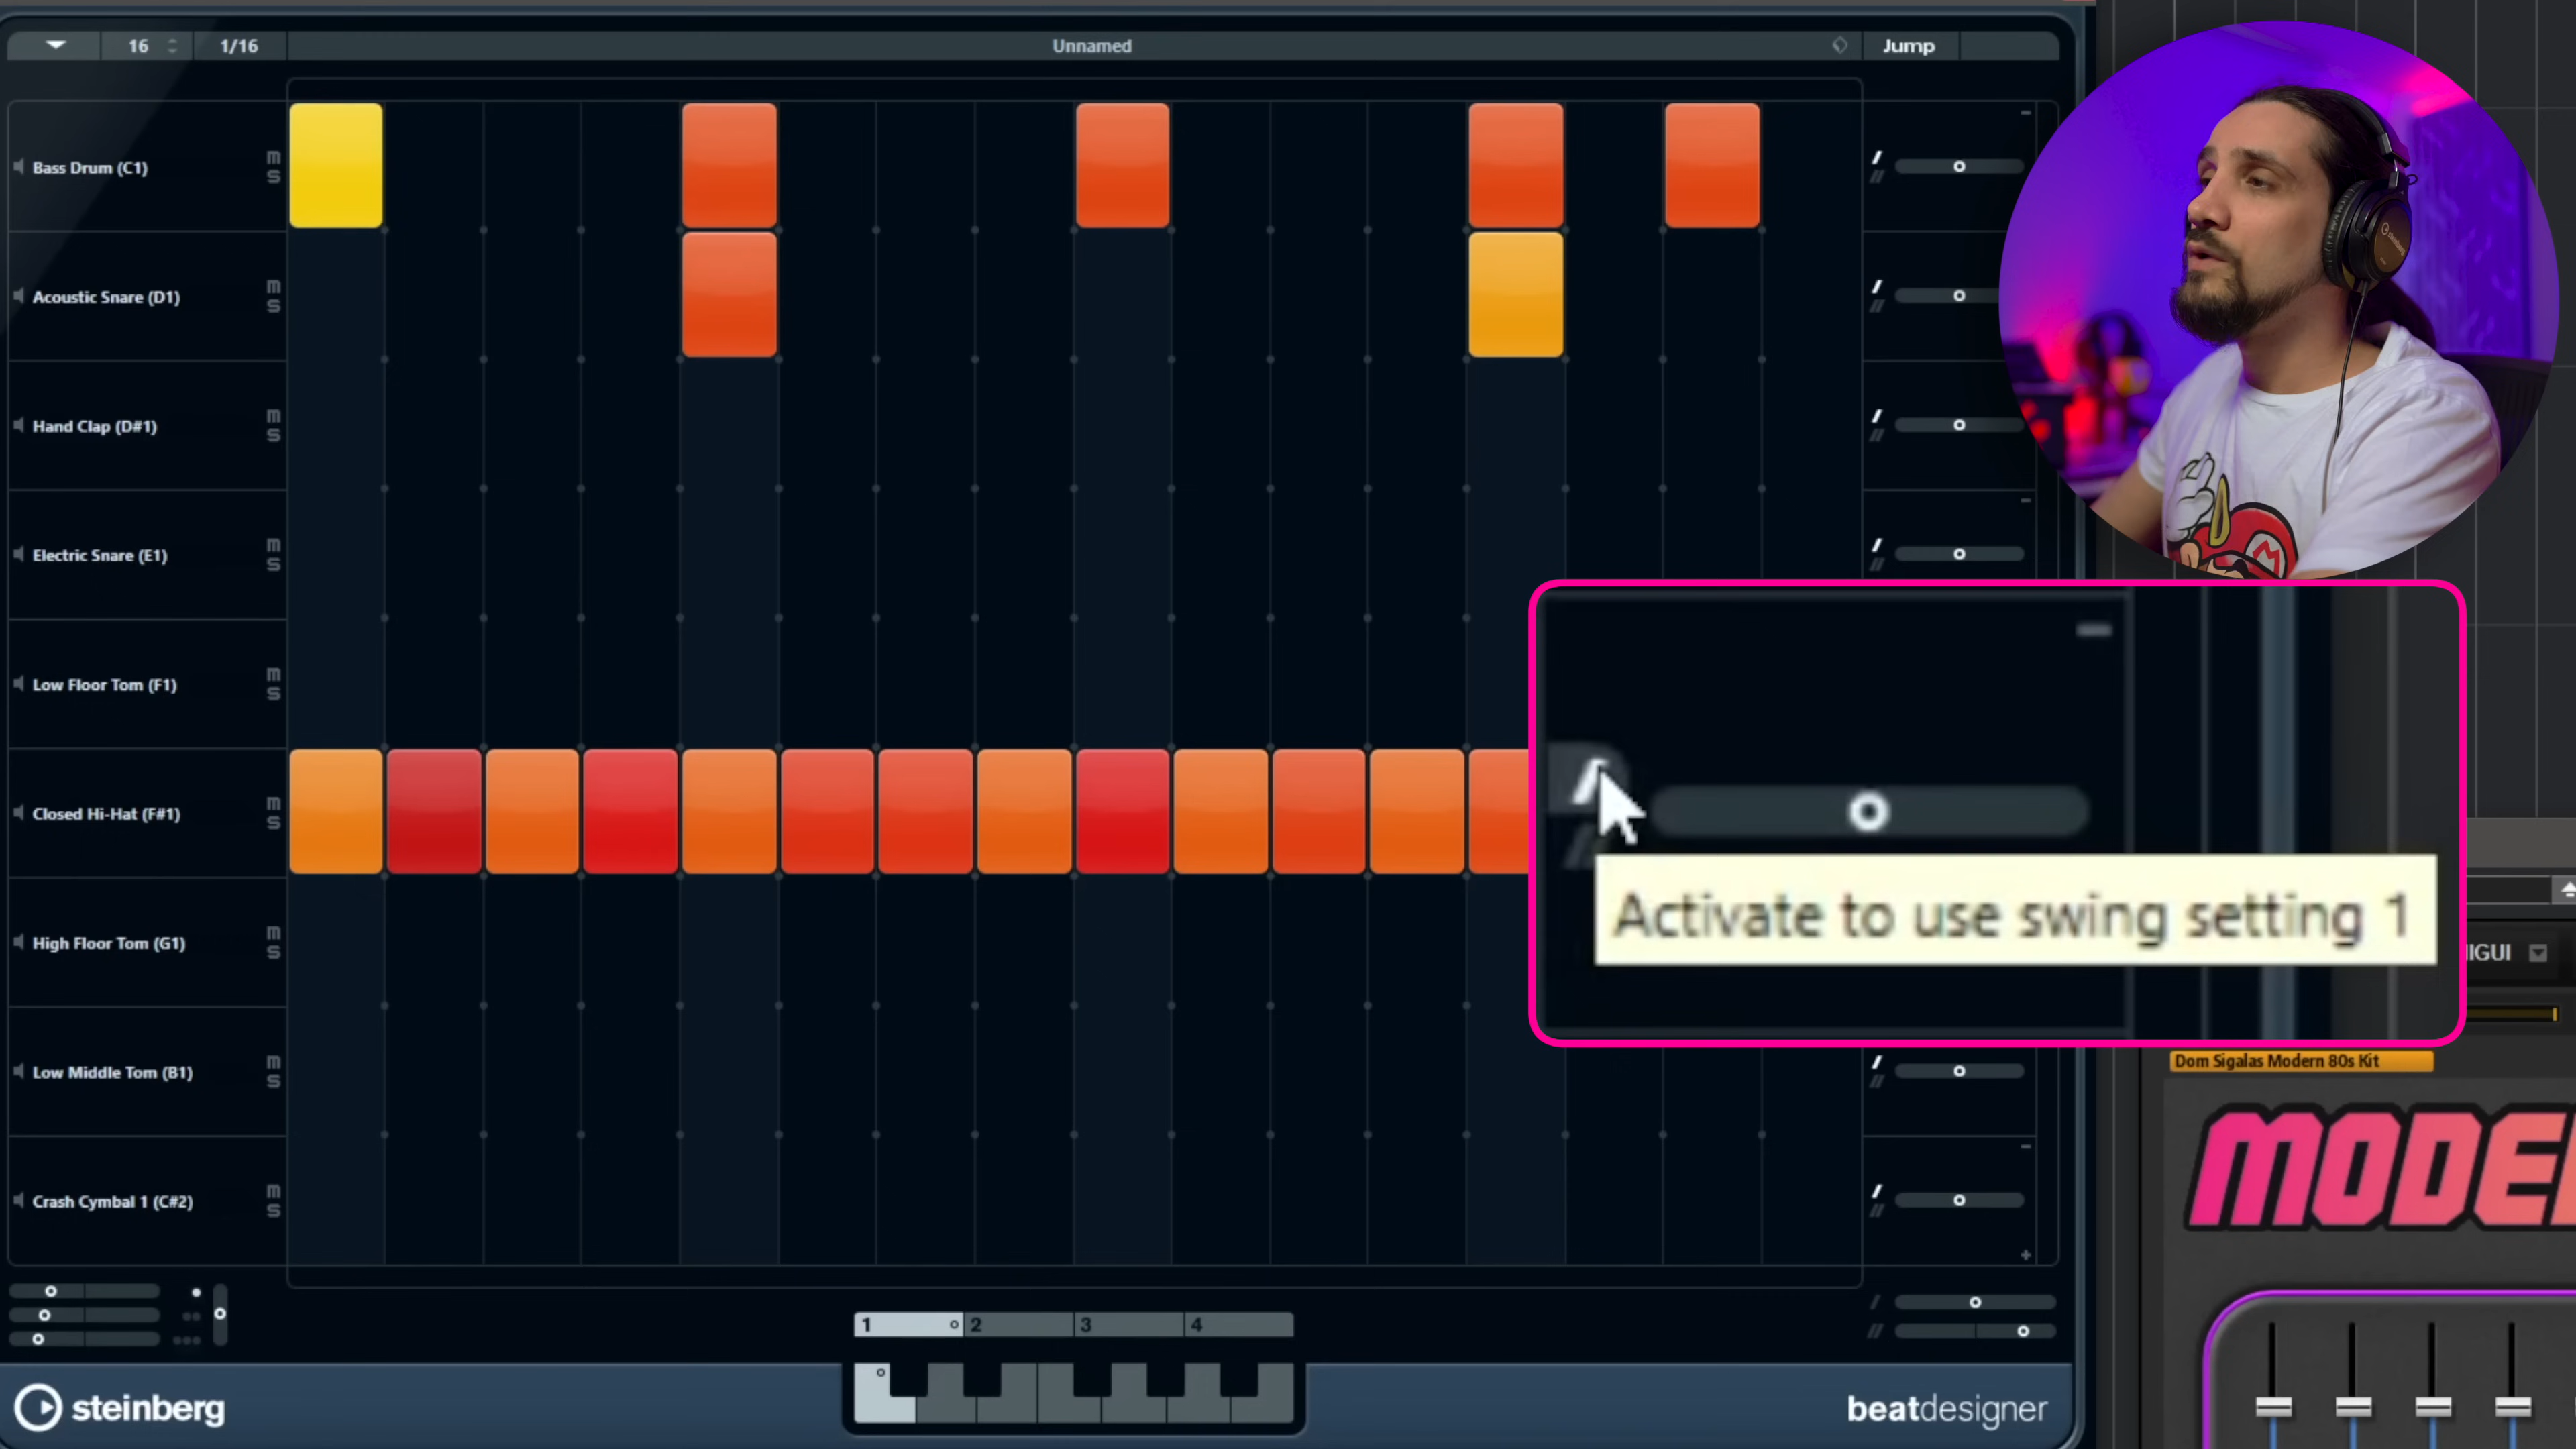 16
1/16
Unnamed
Jump
Bass Drum (C1)
m
S
Acoustic Snare (D1)
m
S
Hand Clap (D#1)
m
S
Electric Snare (E1)
m
S
Low Floor Tom (F1)
m
S
Closed Hi-Hat (F#1)
m
S
High Floor Tom (G1)
m
S
Low Middle Tom (B1)
m
S
Crash Cymbal 1 (C#2)
m
S
Activate to use swing setting 1
Dom Sigalas Modern 80s Kit
1 2 3 4
steinberg
beatdesigner